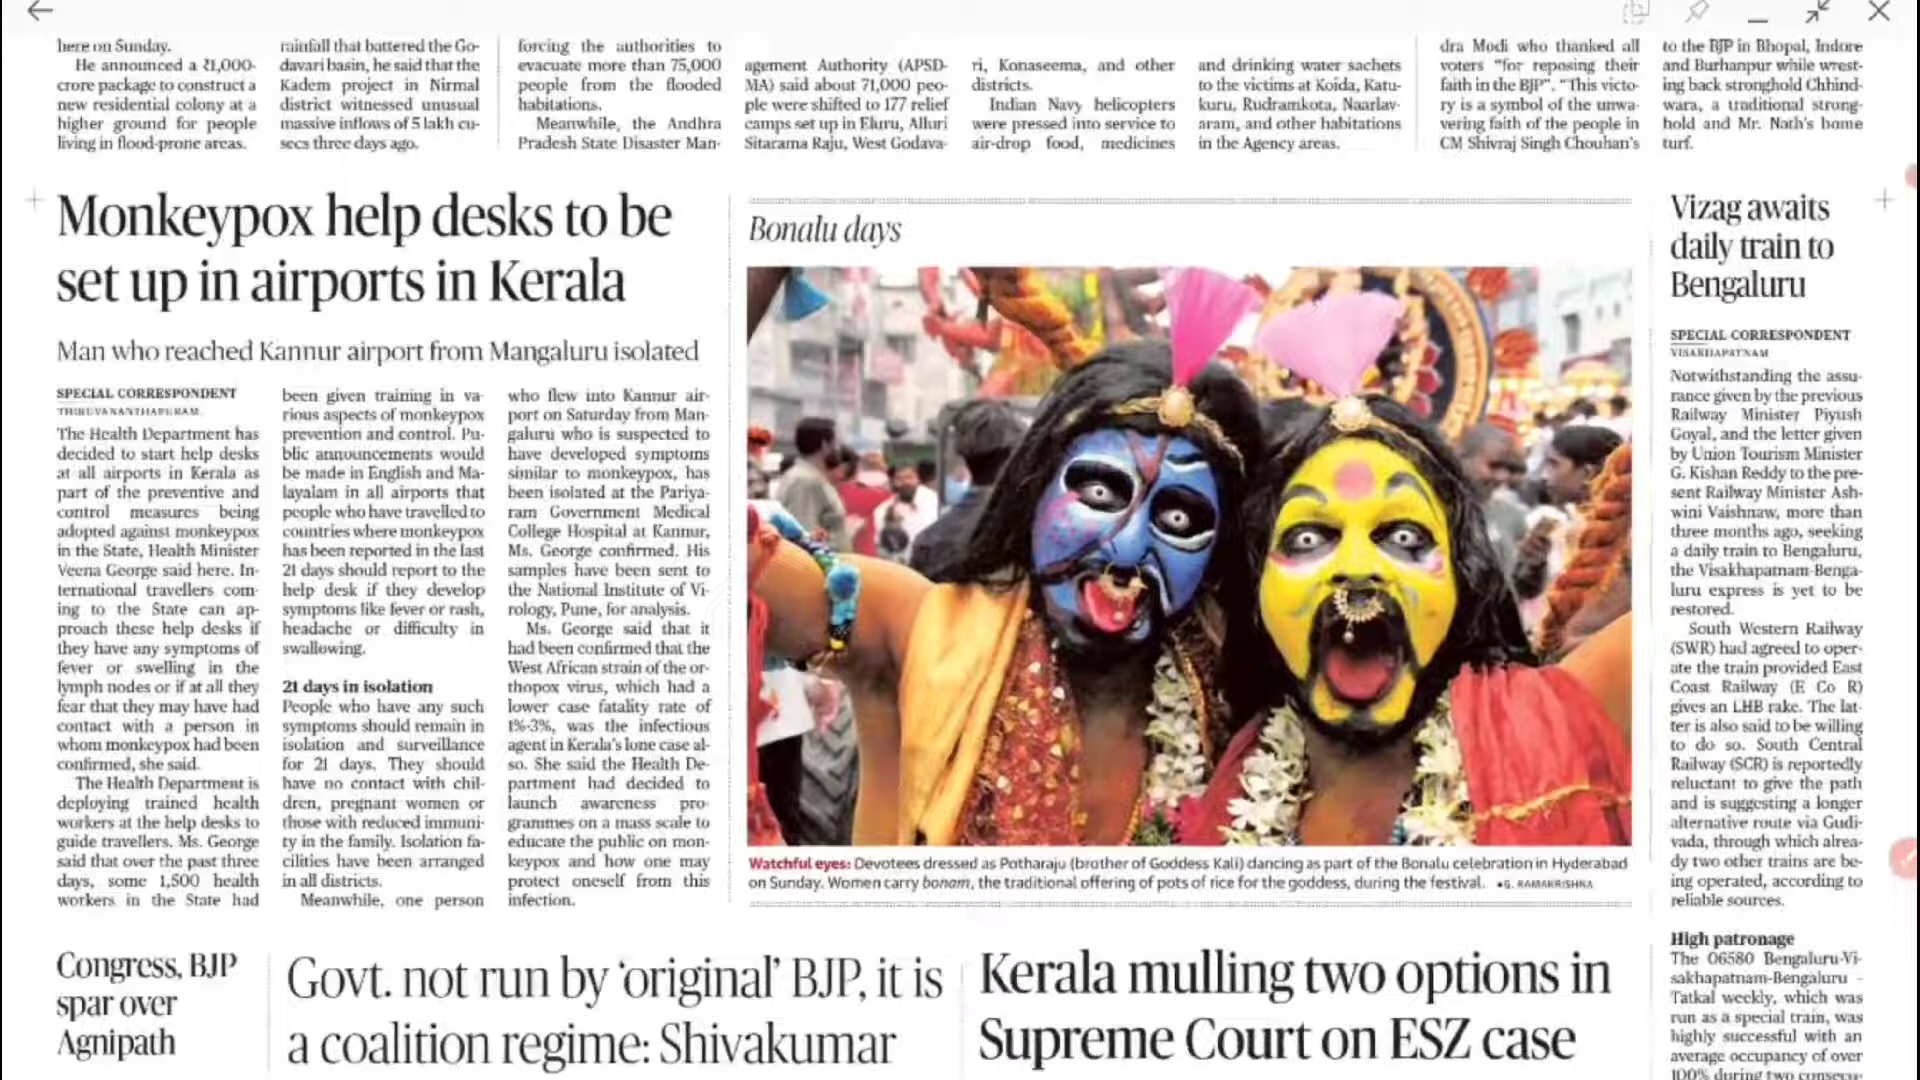 here on Sunday.
He announced a ₹1,000-
crore package to construct a
new residential colony at a
higher ground for people
living in flood-prone areas.
rainfall that battered the Go-
davari basin, he said that the
Kadem project in Nirmal
district witnessed unusual
massive inflows of 5 lakh cu-
secs three days ago.
forcing the authorities to
evacuate more than 75,000
people from the flooded
habitations.
Meanwhile, the Andhra
Pradesh State Disaster Man-
agement Authority (APSD-
MA) said about 71,000 peo-
ple were shifted to 177 relief
camps set up in Eluru, Alluri
Sitarama Raju, West Godava-
ri, Konaseema, and other
districts.
Indian Navy helicopters
were pressed into service to
air-drop food, medicines
and drinking water sachets
to the victims at Koida, Katu-
kuru, Rudramkota, Naarlav-
aram, and other habitations
in the Agency areas.
dra Modi who thanked all
voters “for reposing their
faith in the BJP”. “This victo-
ry is a symbol of the unwa-
vering faith of the people in
CM Shivraj Singh Chouhan’s
to the BJP in Bhopal, Indore
and Burhanpur while wrest-
ing back stronghold Chhind-
wara, a traditional strong-
hold and Mr. Nath’s home
turf.
Monkeypox help desks to be
set up in airports in Kerala
Man who reached Kannur airport from Mangaluru isolated
SPECIAL CORRESPONDENT
THIRUVANANTHAPURAM
The Health Department has
decided to start help desks
at all airports in Kerala as
part of the preventive and
control measures being
adopted against monkeypox
in the State, Health Minister
Veena George said here. In-
ternational travellers com-
ing to the State can ap-
proach these help desks if
they have any symptoms of
fever or swelling in the
lymph nodes or if at all they
fear that they may have had
contact with a person in
whom monkeypox had been
confirmed, she said.
The Health Department is
deploying trained health
workers at the help desks to
guide travellers. Ms. George
said that over the past three
days, some 1,500 health
workers in the State had
been given training in va-
rious aspects of monkeypox
prevention and control. Pu-
blic announcements would
be made in English and Ma-
layalam in all airports that
people who have travelled to
countries where monkeypox
has been reported in the last
21 days should report to the
help desk if they develop
symptoms like fever or rash,
headache or difficulty in
swallowing.
21 days in isolation
People who have any such
symptoms should remain in
isolation and surveillance
for 21 days. They should
have no contact with chil-
dren, pregnant women or
those with reduced immuni-
ty in the family. Isolation fa-
cilities have been arranged
in all districts.
Meanwhile, one person
who flew into Kannur air-
port on Saturday from Man-
galuru who is suspected to
have developed symptoms
similar to monkeypox, has
been isolated at the Pariya-
ram Government Medical
College Hospital at Kannur,
Ms. George confirmed. His
samples have been sent to
the National Institute of Vi-
rology, Pune, for analysis.
Ms. George said that it
had been confirmed that the
West African strain of the or-
thopox virus, which had a
lower case fatality rate of
1%-3%, was the infectious
agent in Kerala’s lone case al-
so. She said the Health De-
partment had decided to
launch awareness pro-
grammes on a mass scale to
educate the public on mon-
keypox and how one may
protect oneself from this
infection.
Bonalu days
Watchful eyes: Devotees dressed as Potharaju (brother of Goddess Kali) dancing as part of the Bonalu celebration in Hyderabad
on Sunday. Women carry bonam, the traditional offering of pots of rice for the goddess, during the festival. •G. RAMAKRISHNA
Vizag awaits
daily train to
Bengaluru
SPECIAL CORRESPONDENT
VISAKHAPATNAM
Notwithstanding the assu-
rance given by the previous
Railway Minister Piyush
Goyal, and the letter given
by Union Tourism Minister
G. Kishan Reddy to the pre-
sent Railway Minister Ash-
wini Vaishnaw, more than
three months ago, seeking
a daily train to Bengaluru,
the Visakhapatnam-Benga-
luru express is yet to be
restored.
South Western Railway
(SWR) had agreed to oper-
ate the train provided East
Coast Railway (E Co R)
gives an LHB rake. The lat-
ter is also said to be willing
to do so. South Central
Railway (SCR) is reportedly
reluctant to give the path
and is suggesting a longer
alternative route via Gudi-
vada, through which alrea-
dy two other trains are be-
ing operated, according to
reliable sources.
High patronage
The 06580 Bengaluru-Vi-
sakhapatnam-Bengaluru -
Tatkal weekly, which was
run as a special train, was
highly successful with an
average occupancy of over
100% during two consecu-
Congress, BJP
spar over
Agnipath
Govt. not run by ‘original’ BJP, it is
a coalition regime: Shivakumar
Kerala mulling two options in
Supreme Court on ESZ case